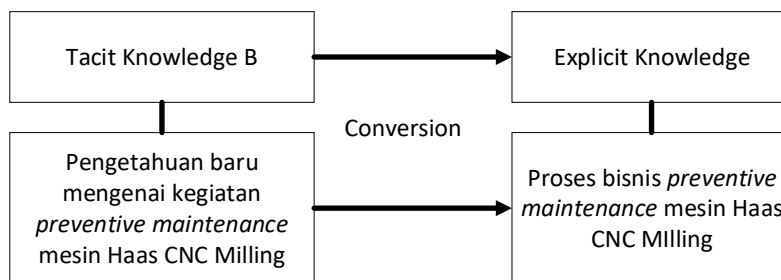 Tacit Knowledge B
Explicit Knowledge
Conversion
Pengetahuan baru
mengenai kegiatan
preventive maintenance
mesin Haas CNC Milling
Proses bisnis preventive
maintenance mesin Haas
CNC MIlling